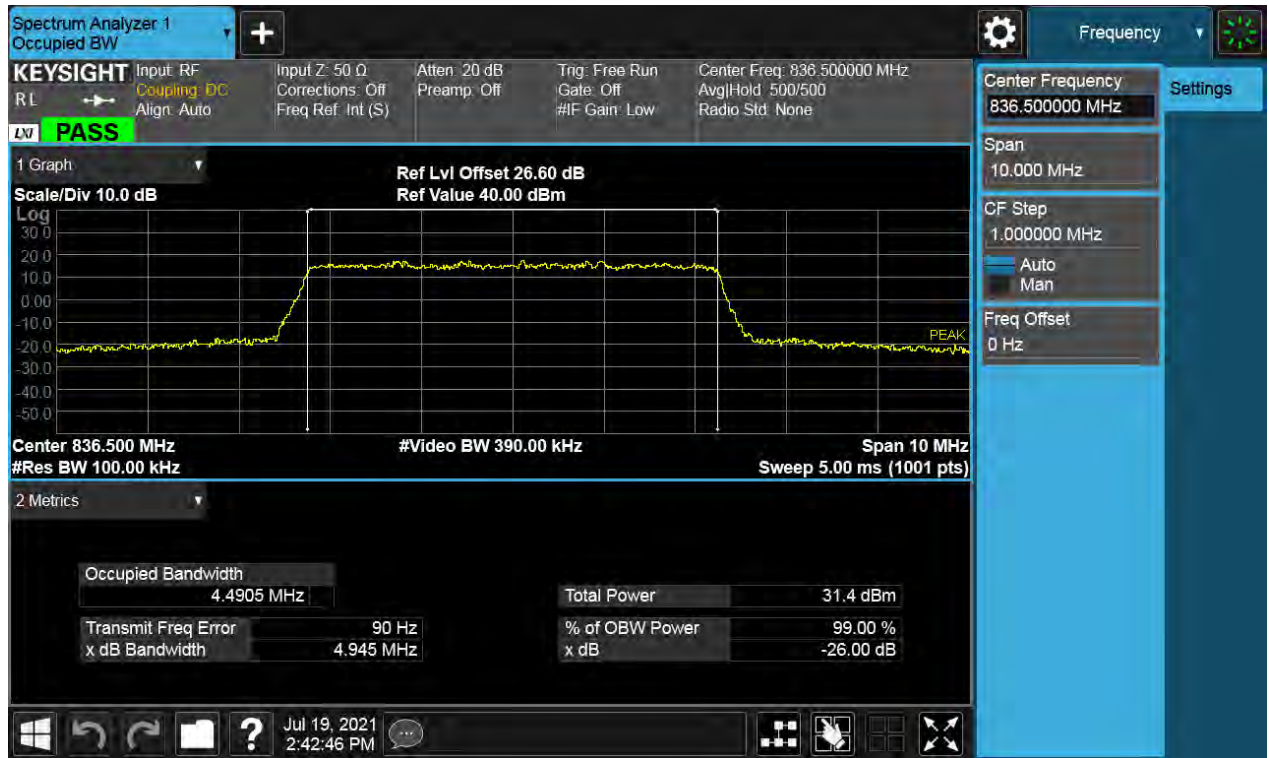 Spectrum Analyzer 1
Occupied BW
+
Frequency
KEYSIGHT
RL
LXI
PASS
Input: RF
Coupling: DC
Align: Auto
Input Z: 50 Ω
Corrections: Off
Freq Ref: Int (S)
Atten: 20 dB
Preamp: Off
Trig: Free Run
Gate: Off
#IF Gain: Low
Center Freq: 836.500000 MHz
Avg|Hold: 500/500
Radio Std: None
Center Frequency
836.500000 MHz
Settings
Span
10.000 MHz
CF Step
1.000000 MHz
Auto
Man
Freq Offset
0 Hz
1 Graph
Scale/Div 10.0 dB
Ref Lvl Offset 26.60 dB
Ref Value 40.00 dBm
Log
30.0
20.0
10.0
0.00
-10.0
-20.0
-30.0
-40.0
-50.0
PEAK
Center 836.500 MHz
#Video BW 390.00 kHz
Span 10 MHz
#Res BW 100.00 kHz
Sweep 5.00 ms (1001 pts)
2 Metrics
Occupied Bandwidth
4.4905 MHz
Transmit Freq Error 90 Hz
x dB Bandwidth 4.945 MHz
Total Power 31.4 dBm
% of OBW Power 99.00 %
x dB -26.00 dB
?
Jul 19, 2021
2:42:46 PM